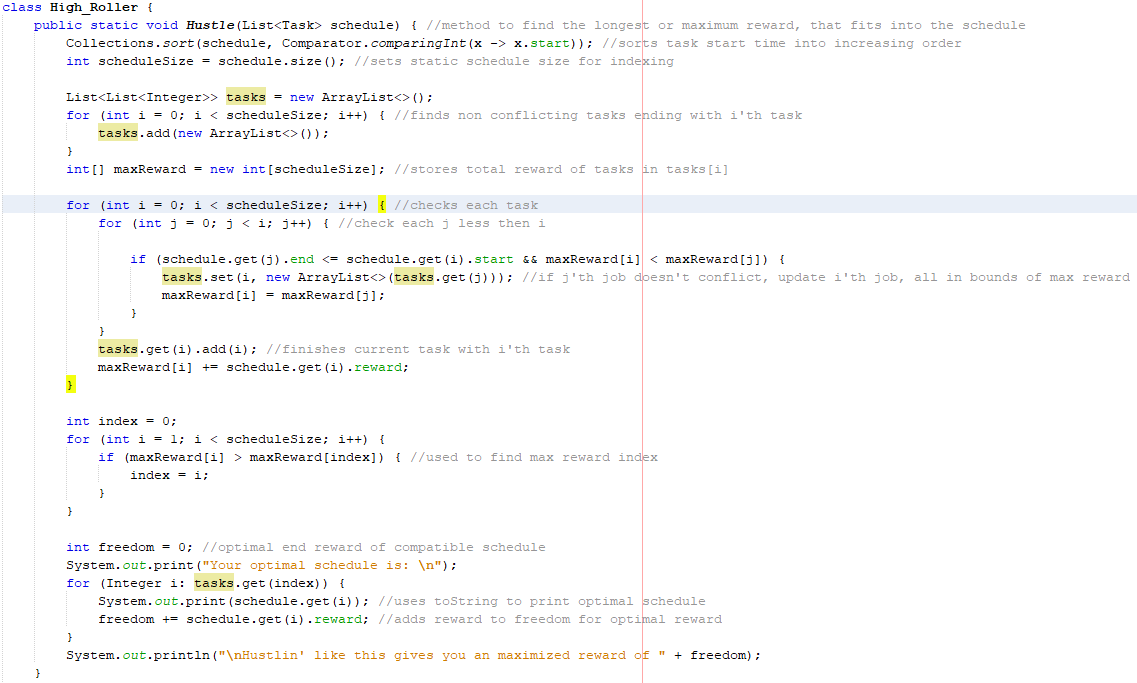 class High_Roller {
    public static void Hustle(List<Task> schedule) { //method to find the longest or maximum reward, that fits into the schedule
        Collections.sort(schedule, Comparator.comparingInt(x -> x.start)); //sorts task start time into increasing order
        int scheduleSize = schedule.size(); //sets static schedule size for indexing

        List<List<Integer>> tasks = new ArrayList<>();
        for (int i = 0; i < scheduleSize; i++) { //finds non conflicting tasks ending with i'th task
            tasks.add(new ArrayList<>());
        }
        int[] maxReward = new int[scheduleSize]; //stores total reward of tasks in tasks[i]

        for (int i = 0; i < scheduleSize; i++) { //checks each task
            for (int j = 0; j < i; j++) { //check each j less then i

                if (schedule.get(j).end <= schedule.get(i).start && maxReward[i] < maxReward[j]) {
                    tasks.set(i, new ArrayList<>(tasks.get(j))); //if j'th job doesn't conflict, update i'th job, all in bounds of max reward
                    maxReward[i] = maxReward[j];
                }
            }
            tasks.get(i).add(i); //finishes current task with i'th task
            maxReward[i] += schedule.get(i).reward;
        }

        int index = 0;
        for (int i = 1; i < scheduleSize; i++) {
            if (maxReward[i] > maxReward[index]) { //used to find max reward index
                index = i;
            }
        }

        int freedom = 0; //optimal end reward of compatible schedule
        System.out.print("Your optimal schedule is: \n");
        for (Integer i: tasks.get(index)) {
            System.out.print(schedule.get(i)); //uses toString to print optimal schedule
            freedom += schedule.get(i).reward; //adds reward to freedom for optimal reward
        }
        System.out.println("\nHustlin' like this gives you an maximized reward of " + freedom);
    }